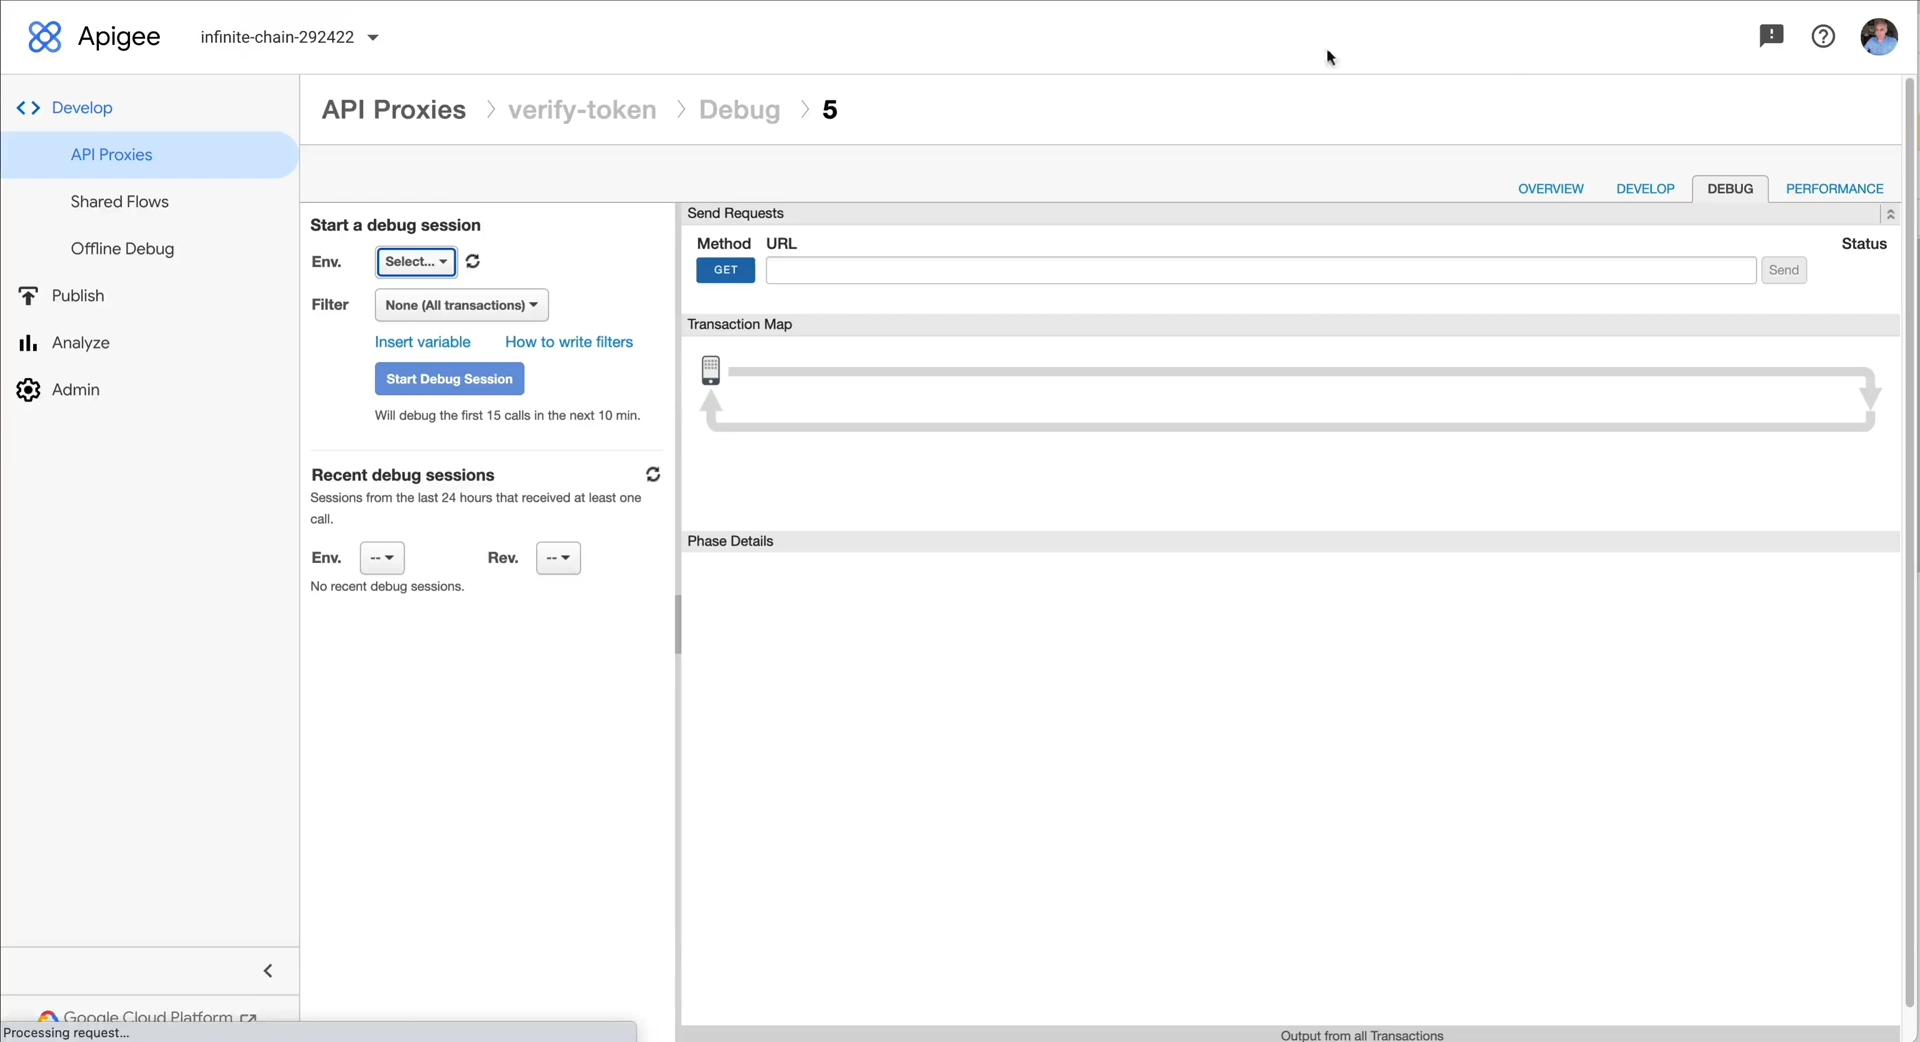 Apigee
infinite-chain-292422
Develop
API Proxies
Shared Flows
Offline Debug
Publish
Analyze
Admin
Google Cloud Platform
Processing request...
API Proxies > verify-token > Debug > 5
OVERVIEW
DEVELOP
DEBUG
PERFORMANCE
Start a debug session
Env. Select...
Filter None (All transactions)
Insert variable How to write filters
Start Debug Session
Will debug the first 15 calls in the next 10 min.
Recent debug sessions
Sessions from the last 24 hours that received at least one
call.
Env. -- Rev. --
No recent debug sessions.
Send Requests
Method URL Status
GET Send
Transaction Map
Phase Details
Output from all Transactions